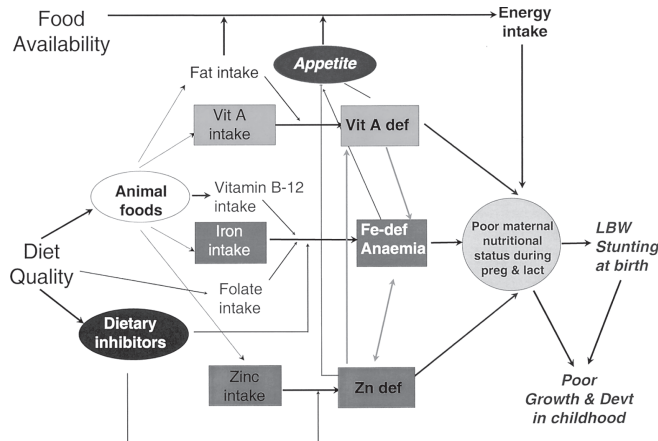 Food
Availability
Energy
intake
Appetite
Fat intake
Vit A
intake
Vit A def
Animal
foods
Vitamin B-12
intake
Iron
intake
Fe-def
Anaemia
Poor maternal
nutritional
status during
preg & lact
LBW
Stunting
at birth
Diet
Quality
Folate
intake
Dietary
inhibitors
Zinc
intake
Zn def
Poor
Growth & Devt
in childhood